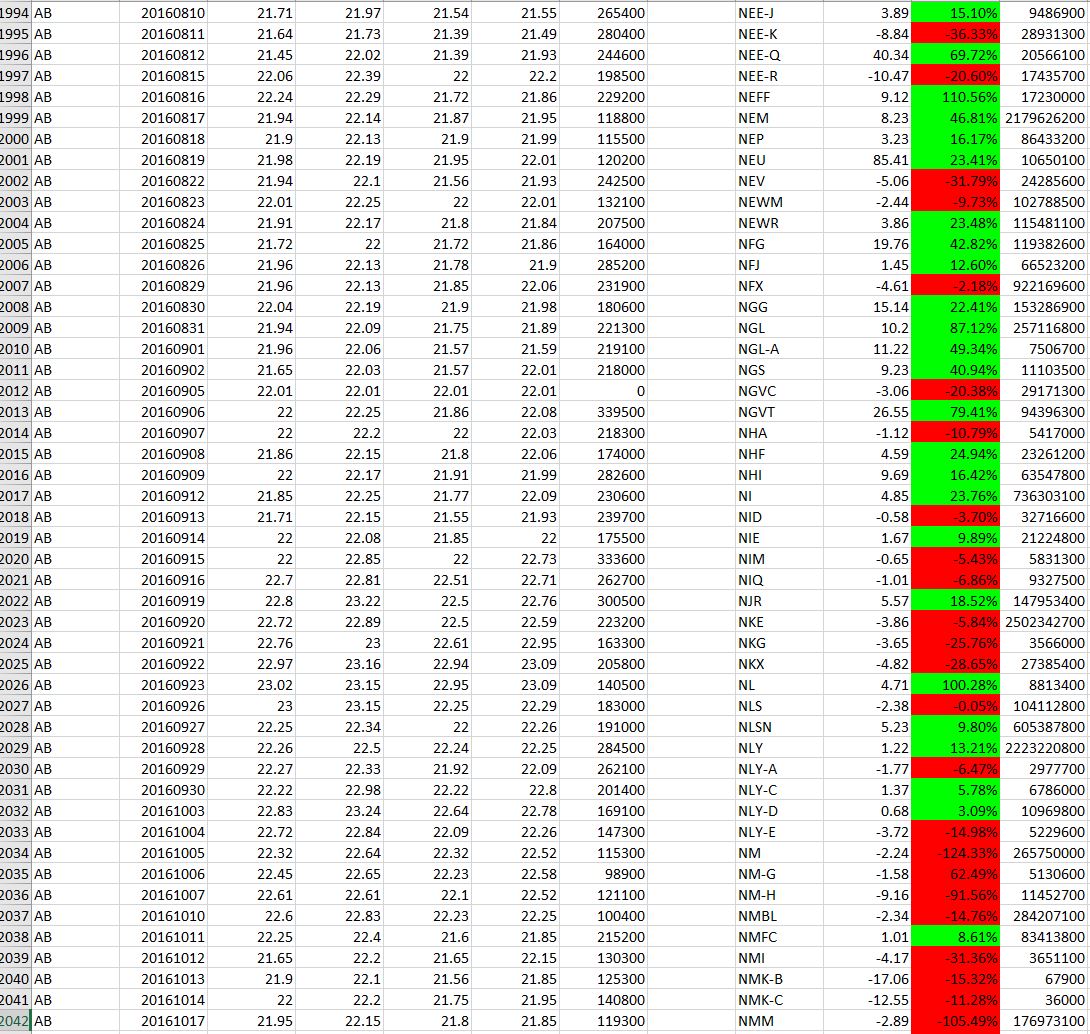 1994 AB 20160810 21.71 21.97 21.54 21.55 265400 NEE-J 3.89 15.10% 9486900
1995 AB 20160811 21.64 21.73 21.39 21.49 280400 NEE-K -8.84 -36.33% 28931300
1996 AB 20160812 21.45 22.02 21.39 21.93 244600 NEE-Q 40.34 69.72% 20566100
1997 AB 20160815 22.06 22.39 22 22.2 198500 NEE-R -10.47 -20.60% 17435700
1998 AB 20160816 22.24 22.29 21.72 21.86 229200 NEFF 9.12 110.56% 17230000
1999 AB 20160817 21.94 22.14 21.87 21.95 118800 NEM 8.23 46.81% 2179626200
2000 AB 20160818 21.9 22.13 21.9 21.99 115500 NEP 3.23 16.17% 86433200
2001 AB 20160819 21.98 22.19 21.95 22.01 120200 NEU 85.41 23.41% 10650100
2002 AB 20160822 21.94 22.1 21.56 21.93 242500 NEV -5.06 -31.79% 24285600
2003 AB 20160823 22.01 22.25 22 22.01 132100 NEWM -2.44 -9.73% 102788500
2004 AB 20160824 21.91 22.17 21.8 21.84 207500 NEWR 3.86 23.48% 115481100
2005 AB 20160825 21.72 22 21.72 21.86 164000 NFG 19.76 42.82% 119382600
2006 AB 20160826 21.96 22.13 21.78 21.9 285200 NFJ 1.45 12.60% 66523200
2007 AB 20160829 21.96 22.13 21.85 22.06 231900 NFX -4.61 -2.18% 922169600
2008 AB 20160830 22.04 22.19 21.9 21.98 180600 NGG 15.14 22.41% 153286900
2009 AB 20160831 21.94 22.09 21.75 21.89 221300 NGL 10.2 87.12% 257116800
2010 AB 20160901 21.96 22.06 21.57 21.59 219100 NGL-A 11.22 49.34% 7506700
2011 AB 20160902 21.65 22.03 21.57 22.01 218000 NGS 9.23 40.94% 11103500
2012 AB 20160905 22.01 22.01 22.01 22.01 0 NGVC -3.06 -20.38% 29171300
2013 AB 20160906 22 22.25 21.86 22.08 339500 NGVT 26.55 79.41% 94396300
2014 AB 20160907 22 22.2 22 22.03 218300 NHA -1.12 -10.79% 5417000
2015 AB 20160908 21.86 22.15 21.8 22.06 174000 NHF 4.59 24.94% 23261200
2016 AB 20160909 22 22.17 21.91 21.99 282600 NHI 9.69 16.42% 63547800
2017 AB 20160912 21.85 22.25 21.77 22.09 230600 NI 4.85 23.76% 736303100
2018 AB 20160913 21.71 22.15 21.55 21.93 239700 NID -0.58 -3.70% 32716600
2019 AB 20160914 22 22.08 21.85 22 175500 NIE 1.67 9.89% 21224800
2020 AB 20160915 22 22.85 22 22.73 333600 NIM -0.65 -5.43% 5831300
2021 AB 20160916 22.7 22.81 22.51 22.71 262700 NIQ -1.01 -6.86% 9327500
2022 AB 20160919 22.8 23.22 22.5 22.76 300500 NJR 5.57 18.52% 147953400
2023 AB 20160920 22.72 22.89 22.5 22.59 223200 NKE -3.86 -5.84% 2502342700
2024 AB 20160921 22.76 23 22.61 22.95 163300 NKG -3.65 -25.76% 3566000
2025 AB 20160922 22.97 23.16 22.94 23.09 205800 NKX -4.82 -28.65% 27385400
2026 AB 20160923 23.02 23.15 22.95 23.09 140500 NL 4.71 100.28% 8813400
2027 AB 20160926 23 23.15 22.25 22.29 183000 NLS -2.38 -0.05% 104112800
2028 AB 20160927 22.25 22.34 22 22.26 191000 NLSN 5.23 9.80% 605387800
2029 AB 20160928 22.26 22.5 22.24 22.25 284500 NLY 1.22 13.21% 2223220800
2030 AB 20160929 22.27 22.33 21.92 22.09 262100 NLY-A -1.77 -6.47% 2977700
2031 AB 20160930 22.22 22.98 22.22 22.8 201400 NLY-C 1.37 5.78% 6786000
2032 AB 20161003 22.83 23.24 22.64 22.78 169100 NLY-D 0.68 3.09% 10969800
2033 AB 20161004 22.72 22.84 22.09 22.26 147300 NLY-E -3.72 -14.98% 5229600
2034 AB 20161005 22.32 22.64 22.32 22.52 115300 NM -2.24 -124.33% 265750000
2035 AB 20161006 22.45 22.65 22.23 22.58 98900 NM-G -1.58 62.49% 5130600
2036 AB 20161007 22.61 22.61 22.1 22.52 121100 NM-H -9.16 -91.56% 11452700
2037 AB 20161010 22.6 22.83 22.23 22.25 100400 NMBL -2.34 -14.76% 284207100
2038 AB 20161011 22.25 22.4 21.6 21.85 215200 NMFC 1.01 8.61% 83413800
2039 AB 20161012 21.65 22.2 21.65 22.15 130300 NMI -4.17 -31.36% 3651100
2040 AB 20161013 21.9 22.1 21.56 21.85 125300 NMK-B -17.06 -15.32% 67900
2041 AB 20161014 22 22.2 21.75 21.95 140800 NMK-C -12.55 -11.28% 36000
2042 AB 20161017 21.95 22.15 21.8 21.85 119300 NMM -2.89 -105.49% 176973100